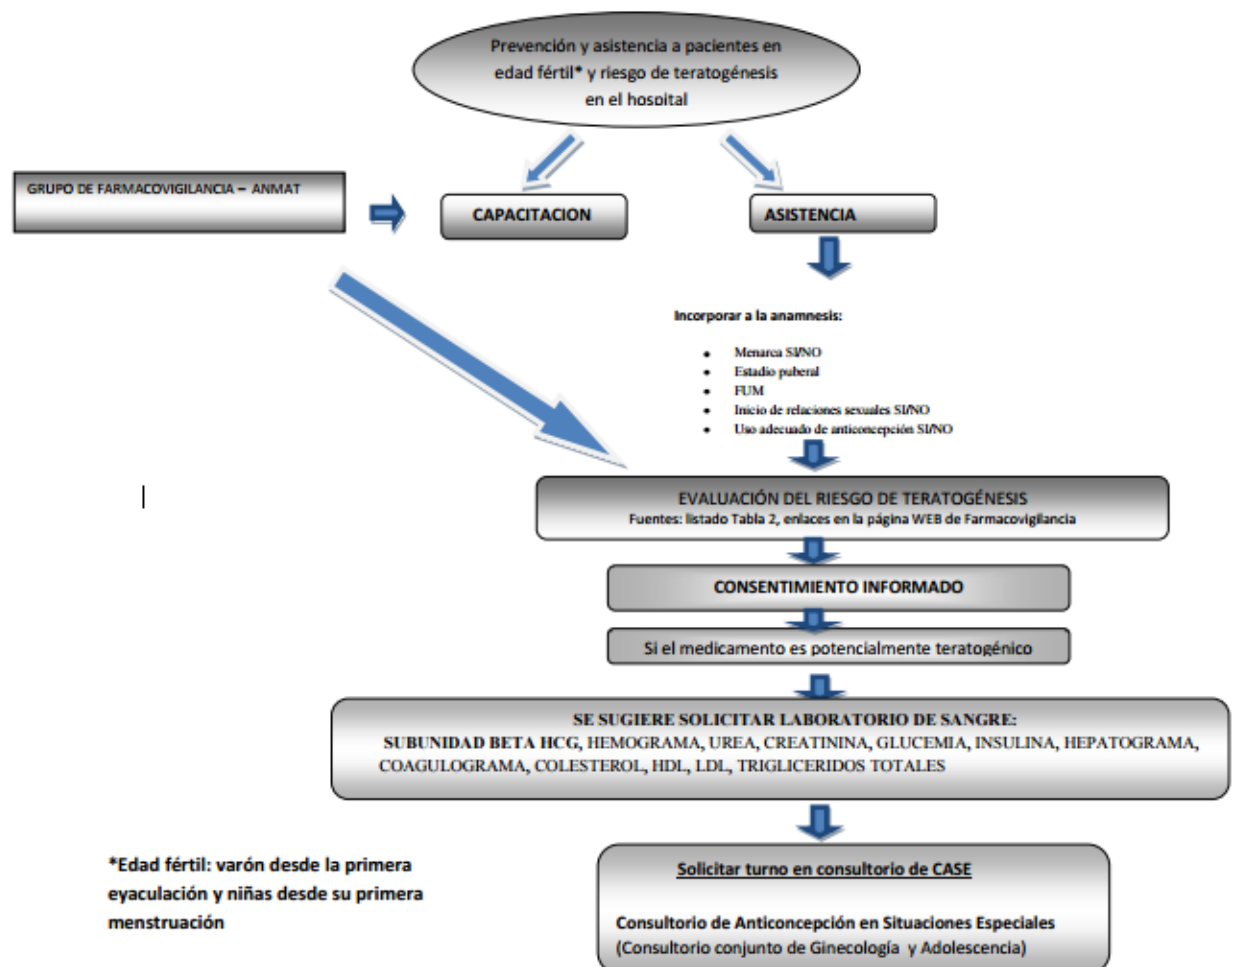 Prevención y asistencia a pacientes en
edad fértil* y riesgo de teratogénesis
en el hospital
GRUPO DE FARMACOVIGILANCIA – ANMAT
CAPACITACION
ASISTENCIA
Incorporar a la anamnesis:
• Menarca SI/NO
• Estadío puberal
• FUM
• Inicio de relaciones sexuales SI/NO
• Uso adecuado de anticoncepción SI/NO
EVALUACIÓN DEL RIESGO DE TERATOGÉNESIS
Fuentes: listado Tabla 2, enlaces en la página WEB de Farmacovigilancia
CONSENTIMIENTO INFORMADO
Si el medicamento es potencialmente teratogénico
SE SUGIERE SOLICITAR LABORATORIO DE SANGRE:
SUBUNIDAD BETA HCG, HEMOGRAMA, UREA, CREATININA, GLUCEMIA, INSULINA, HEPATOGRAMA,
COAGULOGRAMA, COLESTEROL, HDL, LDL, TRIGLICERIDOS TOTALES
*Edad fértil: varón desde la primera
eyaculación y niñas desde su primera
menstruación
Solicitar turno en consultorio de CASE
Consultorio de Anticoncepción en Situaciones Especiales
(Consultorio conjunto de Ginecología y Adolescencia)